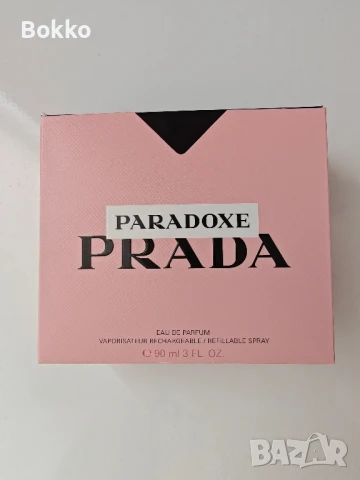 Bokko
PARADOXE
PRADA
EAU DE PARFUM
VAPORISATEUR RECHARGEABLE / REFILLABLE SPRAY
℮ 90 ml 3 FL. OZ.
BAZAR